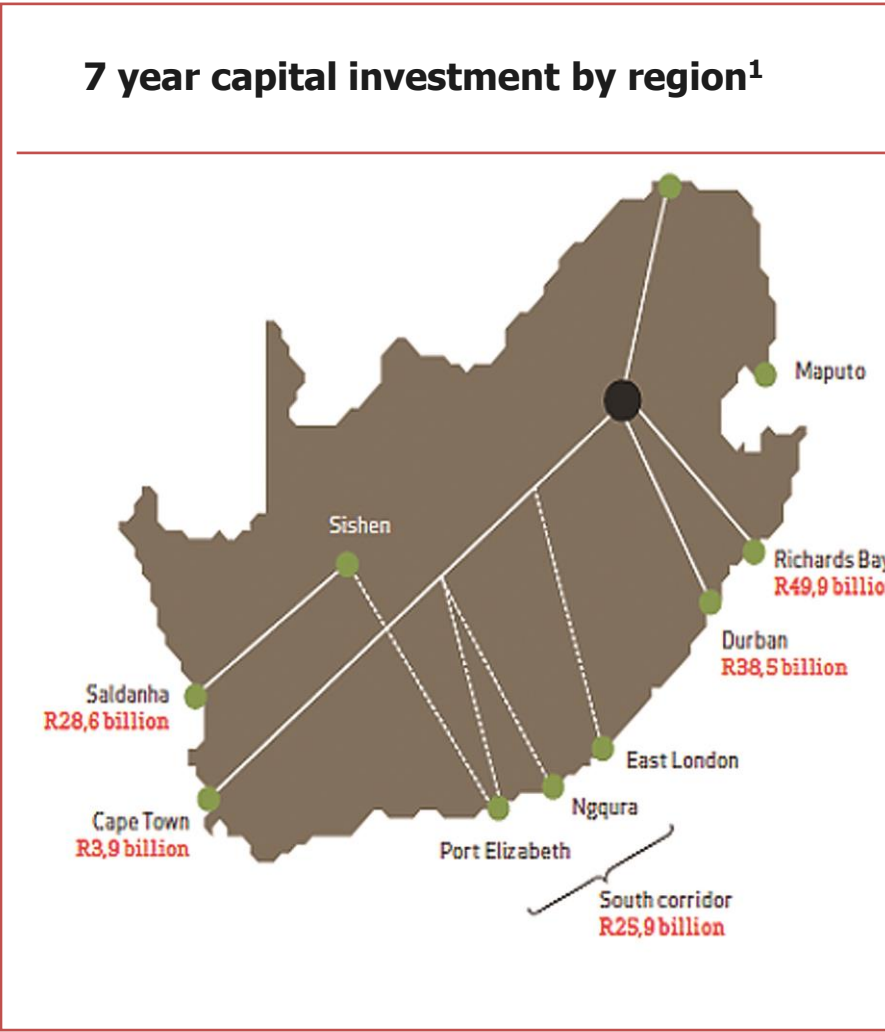 7 year capital investment by region¹
Maputo
Sishen
Richards Bay
R49,9 billio
Durban
R38,5 billion
Saldanha
R28,6 billion
East London
Ngqura
Cape Town
R3,9 billion
Port Elizabeth
South corridor
R25,9 billion